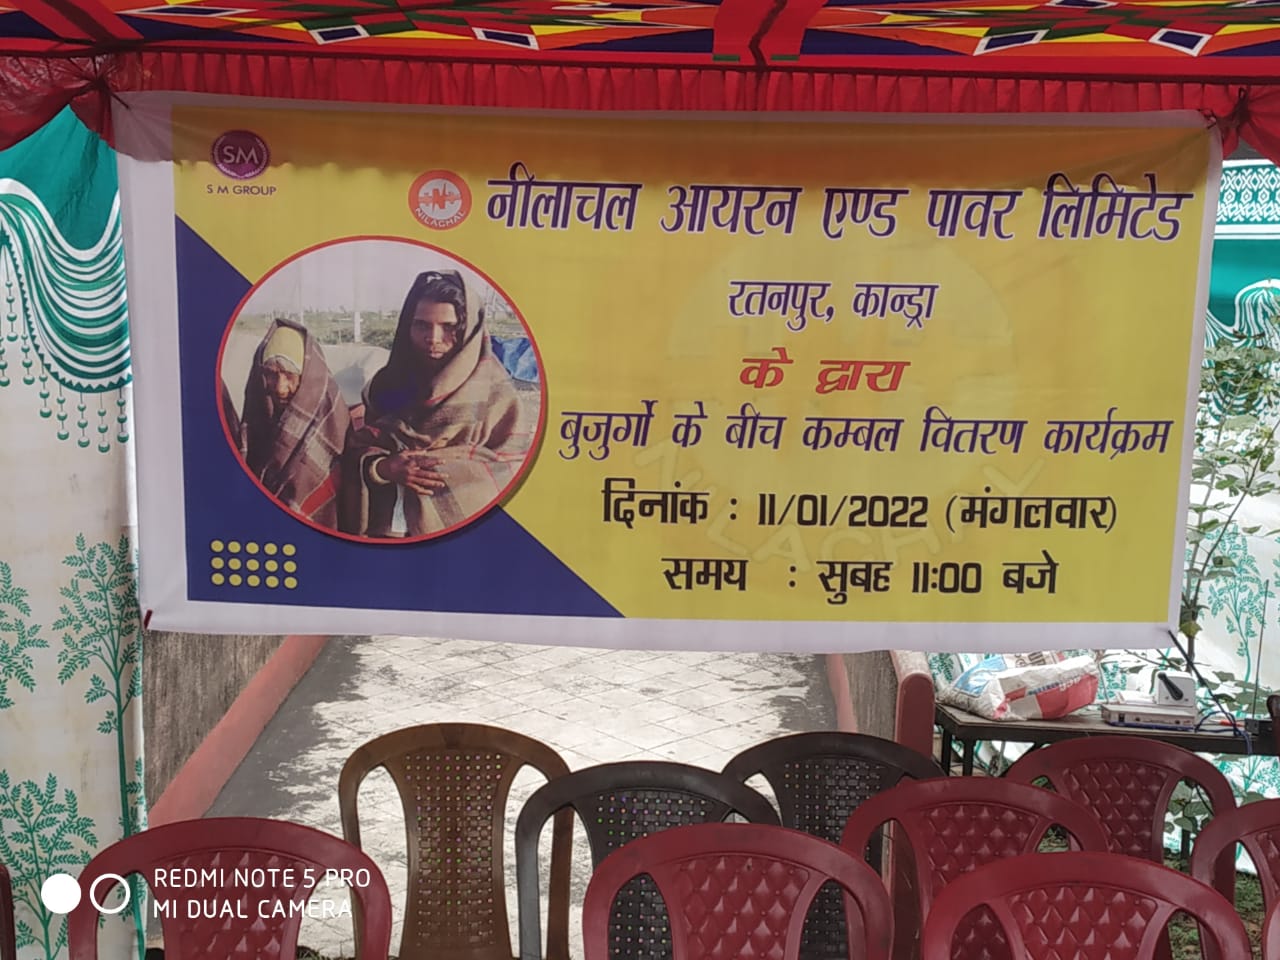 SM
S M GROUP
NILACHAL
नीलाचल आयरन एण्ड पावर लिमिटेड
रतनपुर, कान्ड्रा
के द्वारा
बुजुर्गो के बीच कम्बल वितरण कार्यक्रम
दिनांक : 11/01/2022 (मंगलवार)
समय : सुबह 11:00 बजे
NILACHAL
REDMI NOTE 5 PRO
MI DUAL CAMERA